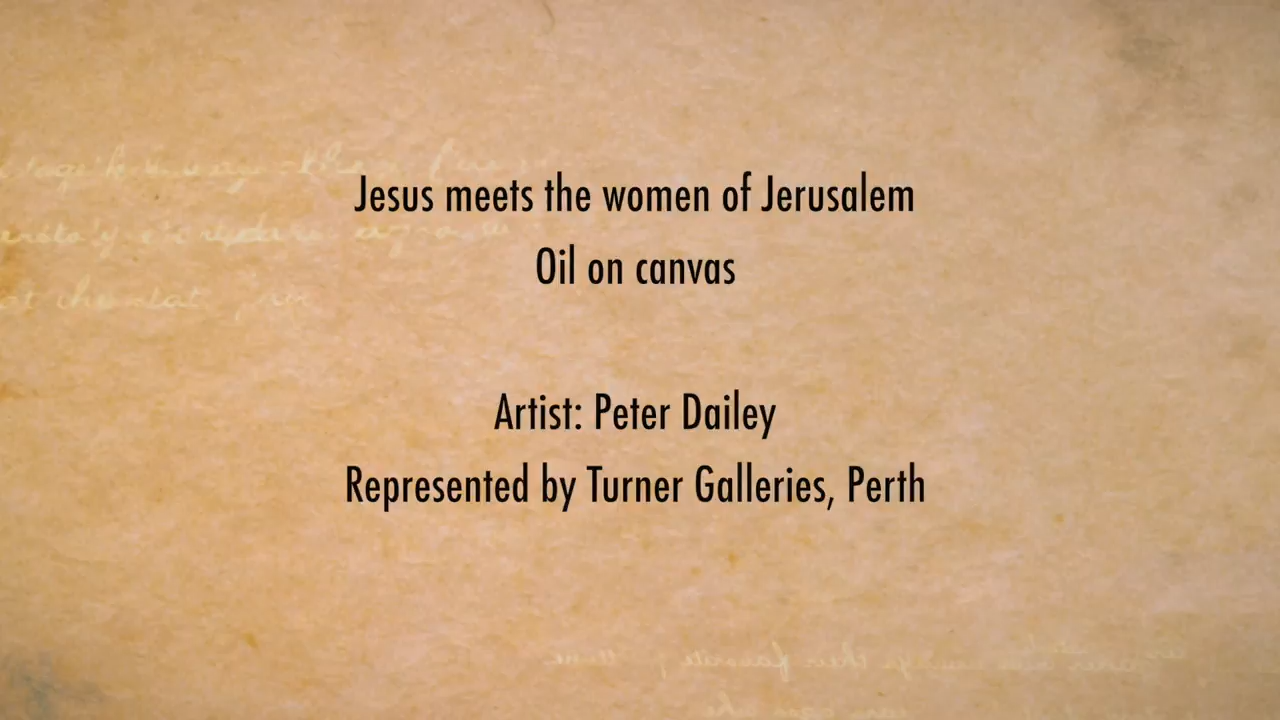 Jesus meets the women of Jerusalem
Oil on canvas
Artist: Peter Dailey
Represented by Turner Galleries, Perth